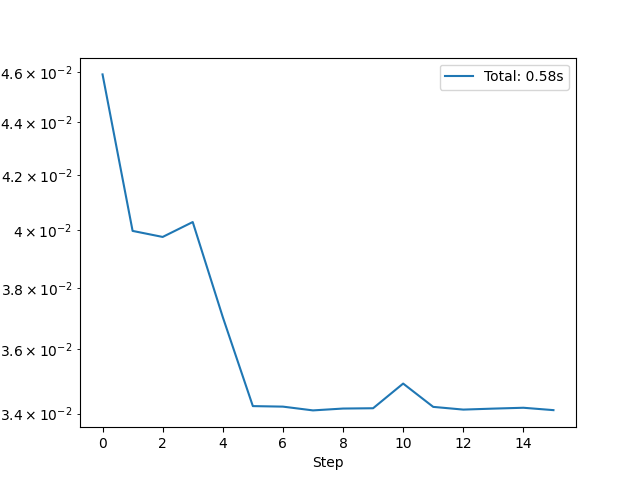 Total: 0.58s
4.6 × 10⁻²
4.4 × 10⁻²
4.2 × 10⁻²
4 × 10⁻²
3.8 × 10⁻²
3.6 × 10⁻²
3.4 × 10⁻²
0 2 4 6 8 10 12 14
Step